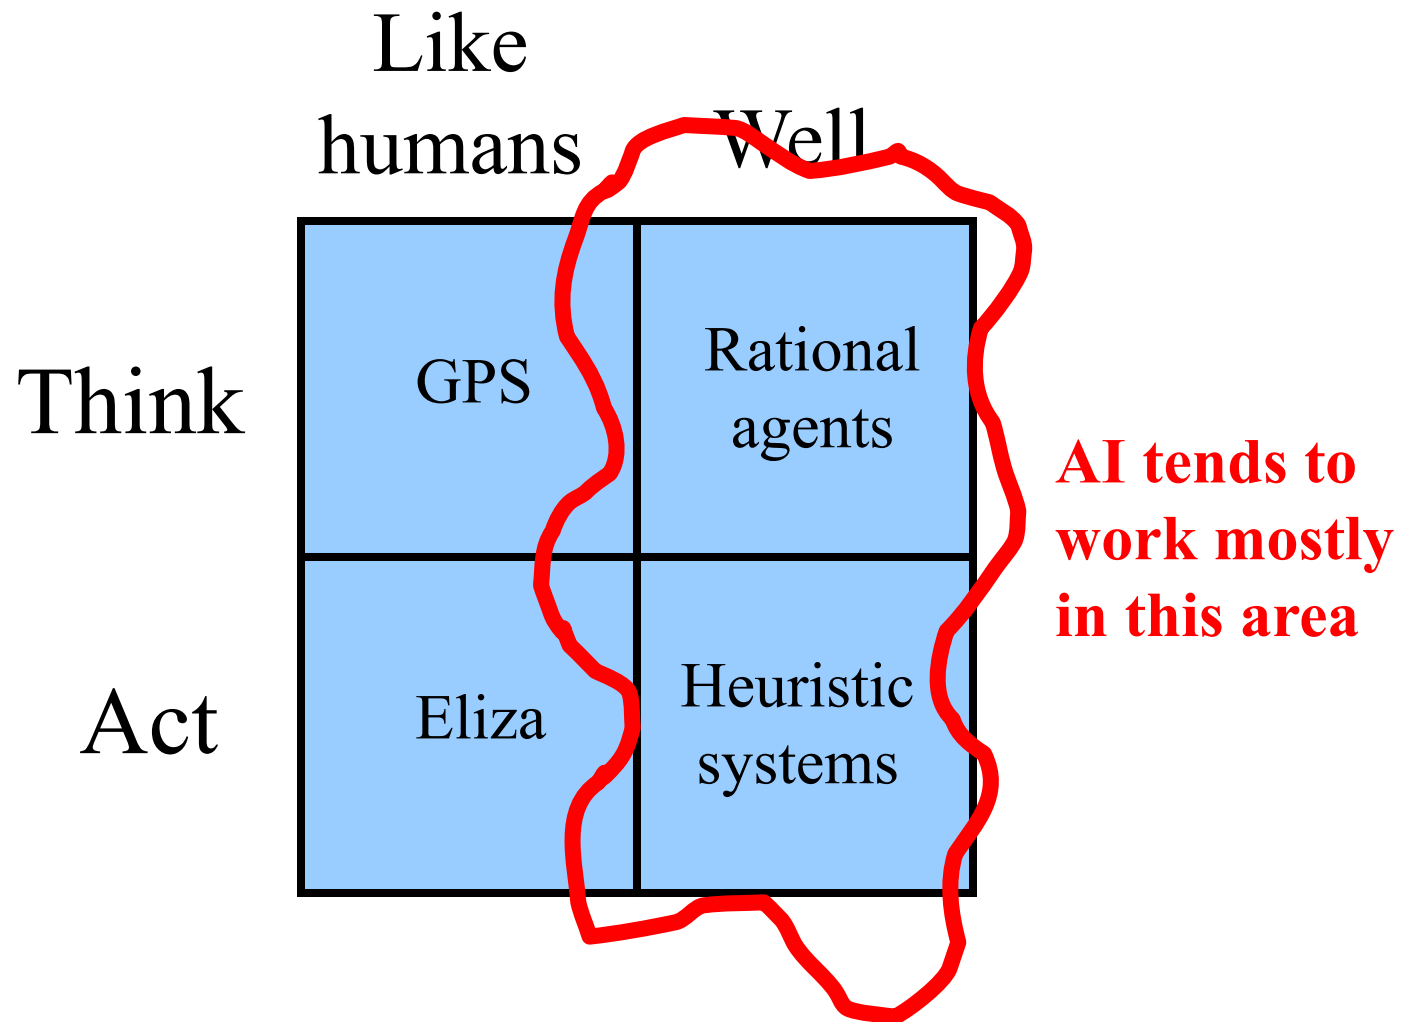 Like
humans
Well
Think
GPS
Rational
agents
AI tends to
work mostly
in this area
Act
Eliza
Heuristic
systems